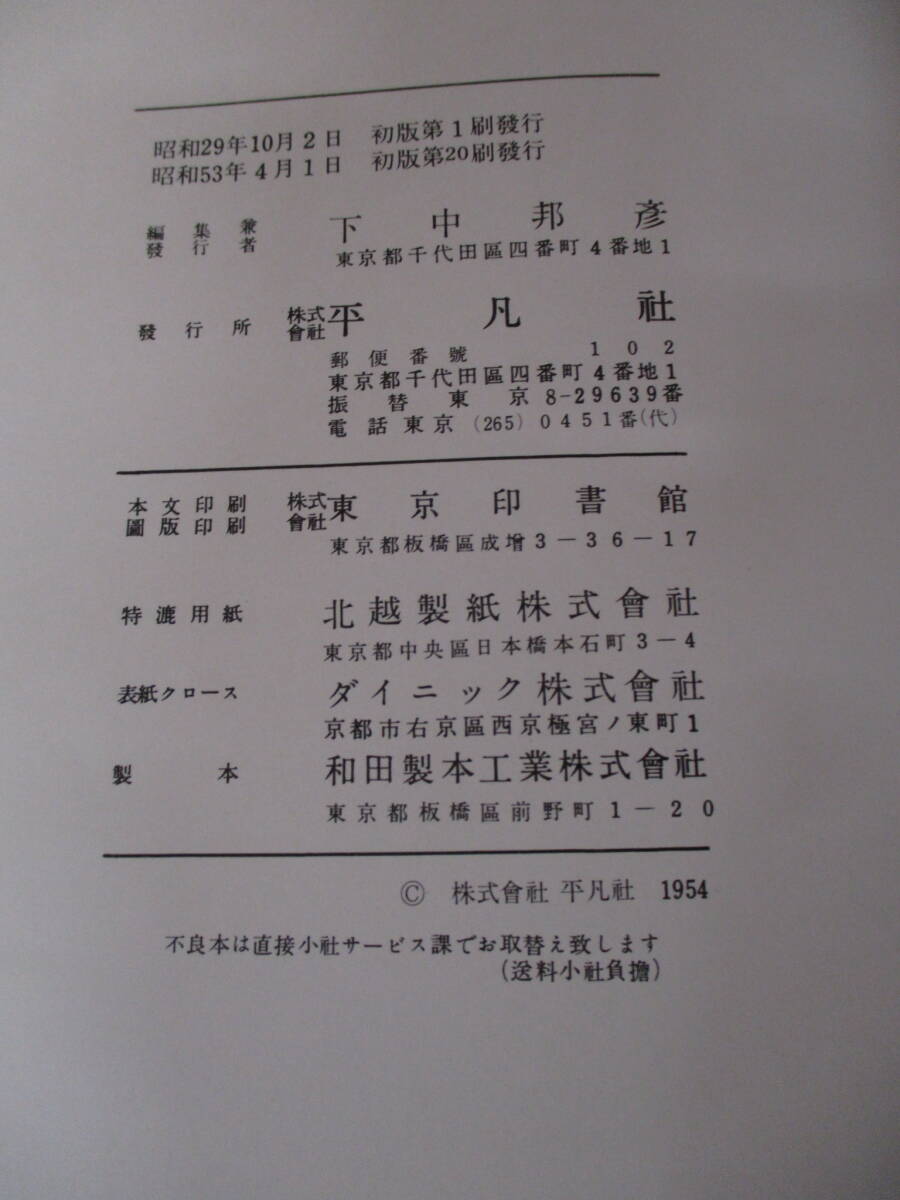 昭和29年10月2日 初版第1刷發行
昭和53年4月1日 初版第20刷發行
編集兼
發行者 下中邦彦
東京都千代田區四番町4番地1
發行所 株式會社 平凡社
郵便番號 102
東京都千代田區四番町4番地1
振替東京8-29639番
電話東京(265)0451番(代)
本文印刷
圖版印刷 株式會社 東京印書館
東京都板橋區成增3-36-17
特漉用紙 北越製紙株式會社
東京都中央區日本橋本石町3-4
表紙クロース ダイニック株式會社
京都市右京區西京極宮ノ東町1
製本 和田製本工業株式會社
東京都板橋區前野町1-20
© 株式會社 平凡社 1954
不良本は直接小社サービス課でお取替え致します
(送料小社負擔)